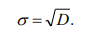 σ = √D.